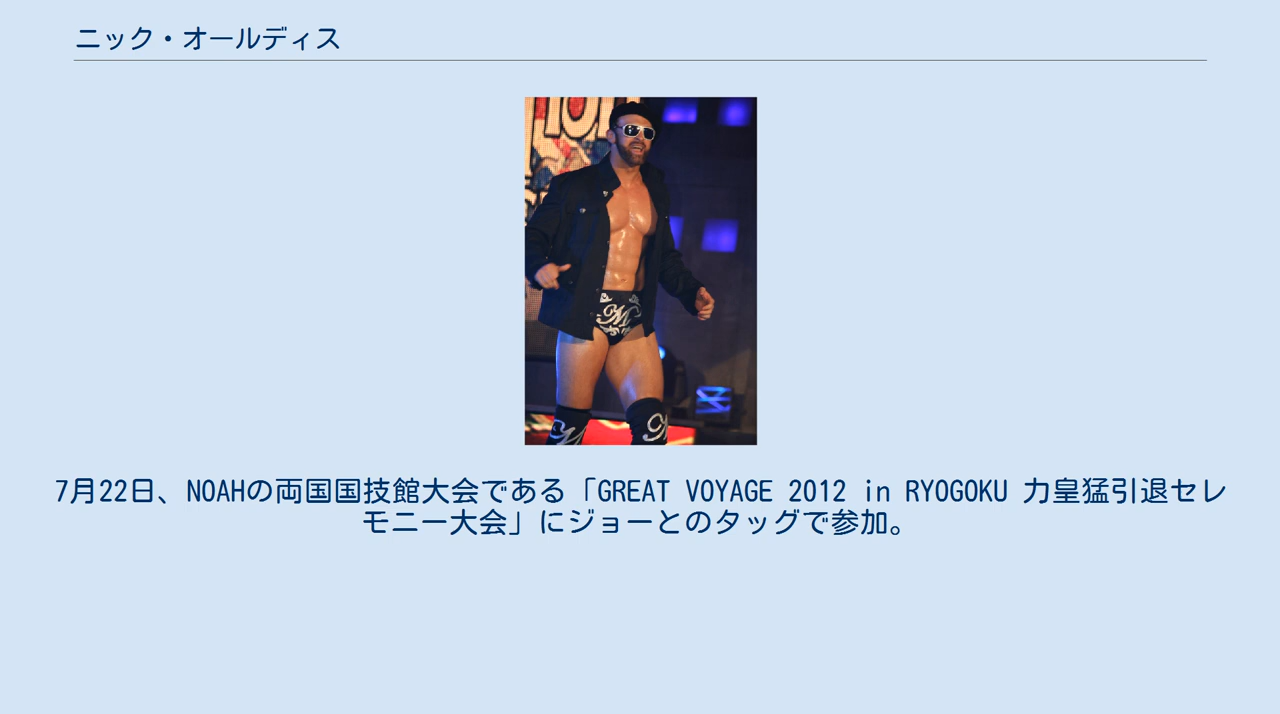 ニック・オールディス
7月22日、NOAHの両国国技館大会である「GREAT VOYAGE 2012 in RYOGOKU 力皇猛引退セレ
モニー大会」にジョーとのタッグで参加。